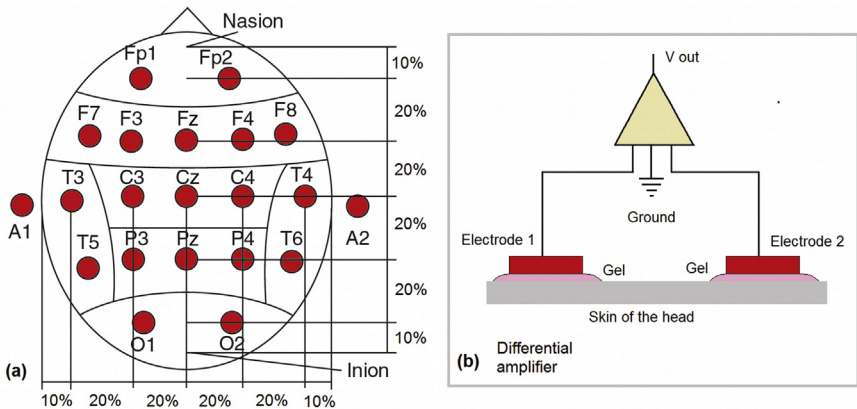 Nasion
Fp1 Fp2
10%
20%
F7 F3 Fz F4 F8
20%
T3 C3 Cz C4 T4
A1 A2
20%
T5 P3 Pz P4 T6
20%
O1 O2
10%
Inion
(a)
10% 20% 20% 20% 20% 10%
V out
Ground
Electrode 1
Electrode 2
Gel
Gel
Skin of the head
(b)
Differential
amplifier